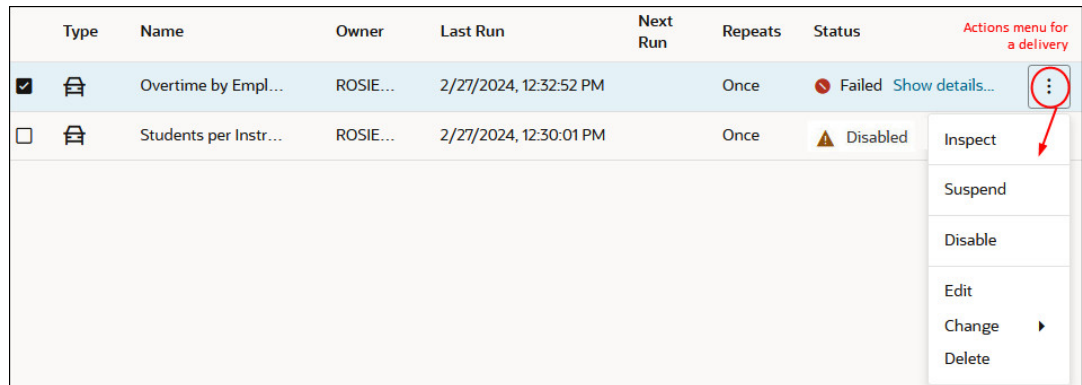 Type Name Owner Last Run Next Run Repeats Status Actions menu for a delivery
Overtime by Empl... ROSIE... 2/27/2024, 12:32:52 PM Once Failed Show details...
Students per Instr... ROSIE... 2/27/2024, 12:30:01 PM Once Disabled
Inspect
Suspend
Disable
Edit
Change
Delete